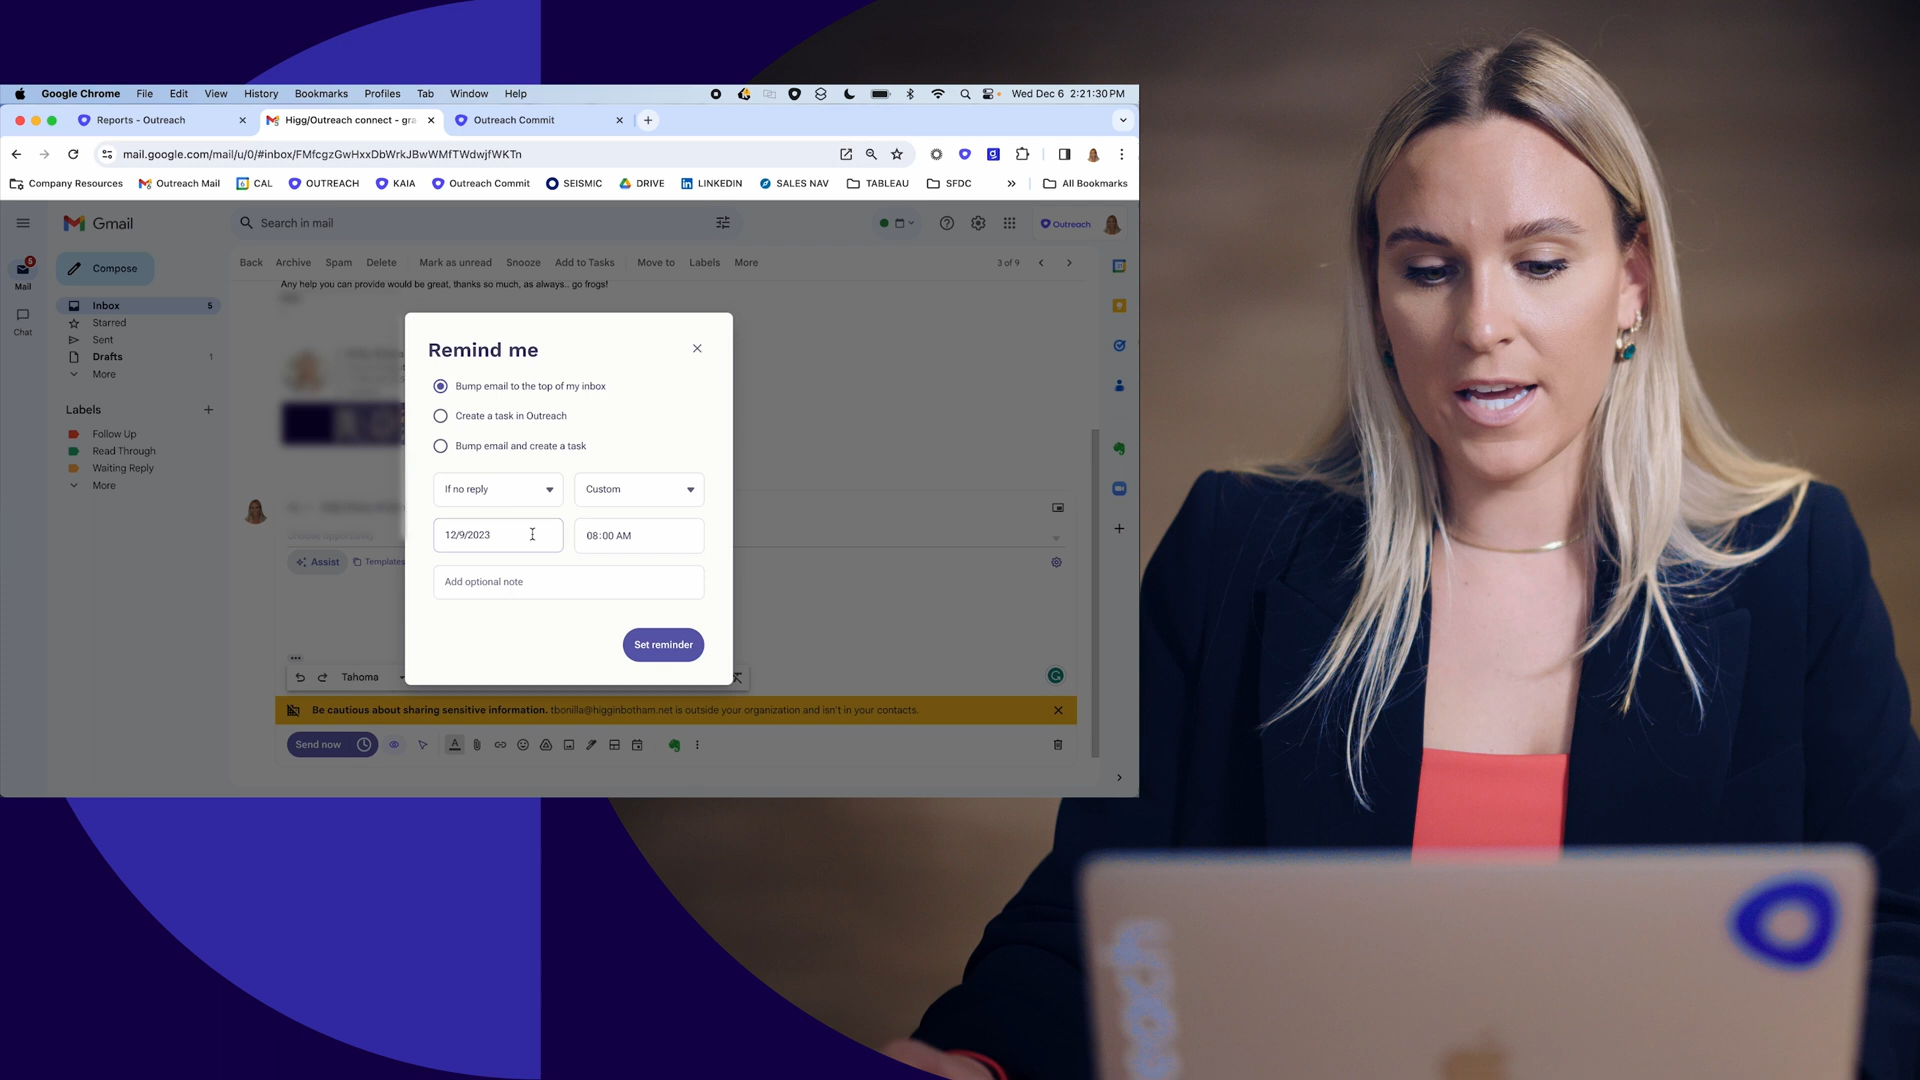 Google Chrome File Edit View History Bookmarks Profiles Tab Window Help Wed Dec 6 2:21:30 PM
Reports - Outreach Higg/Outreach connect - gra Outreach Commit
mail.google.com/mail/u/0/#inbox/FMfcgzGwHxxDbWrkJBwWMfTWdwjfWKTn
Company Resources Outreach Mail CAL OUTREACH KAIA Outreach Commit SEISMIC DRIVE LINKEDIN SALES NAV TABLEAU SFDC » All Bookmarks
Gmail Search in mail Outreach
5
Mail
Chat
Compose
Inbox 5
Starred
Sent
Drafts 1
More
Labels +
Follow Up
Read Through
Waiting Reply
More
Back Archive Spam Delete Mark as unread Snooze Add to Tasks Move to Labels More 3 of 9
Any help you can provide would be great, thanks so much, as always.. go frogs!
Remind me
Bump email to the top of my inbox
Create a task in Outreach
Bump email and create a task
If no reply Custom
12/9/2023 08:00 AM
Add optional note
Set reminder
Assist Templates
Tahoma
Be cautious about sharing sensitive information. tbonilla@higginbotham.net is outside your organization and isn't in your contacts.
Send now